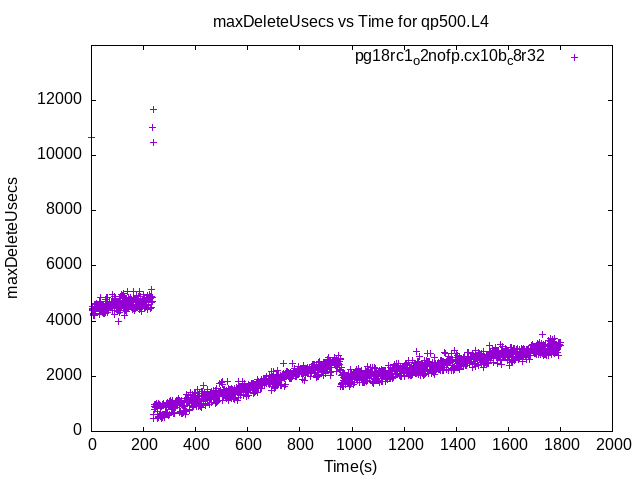 maxDeleteUsecs vs Time for qp500.L4
pg18rc1_o2nofp.cx10b_c8r32
maxDeleteUsecs
12000
10000
8000
6000
4000
2000
0
0 200 400 600 800 1000 1200 1400 1600 1800 2000
Time(s)